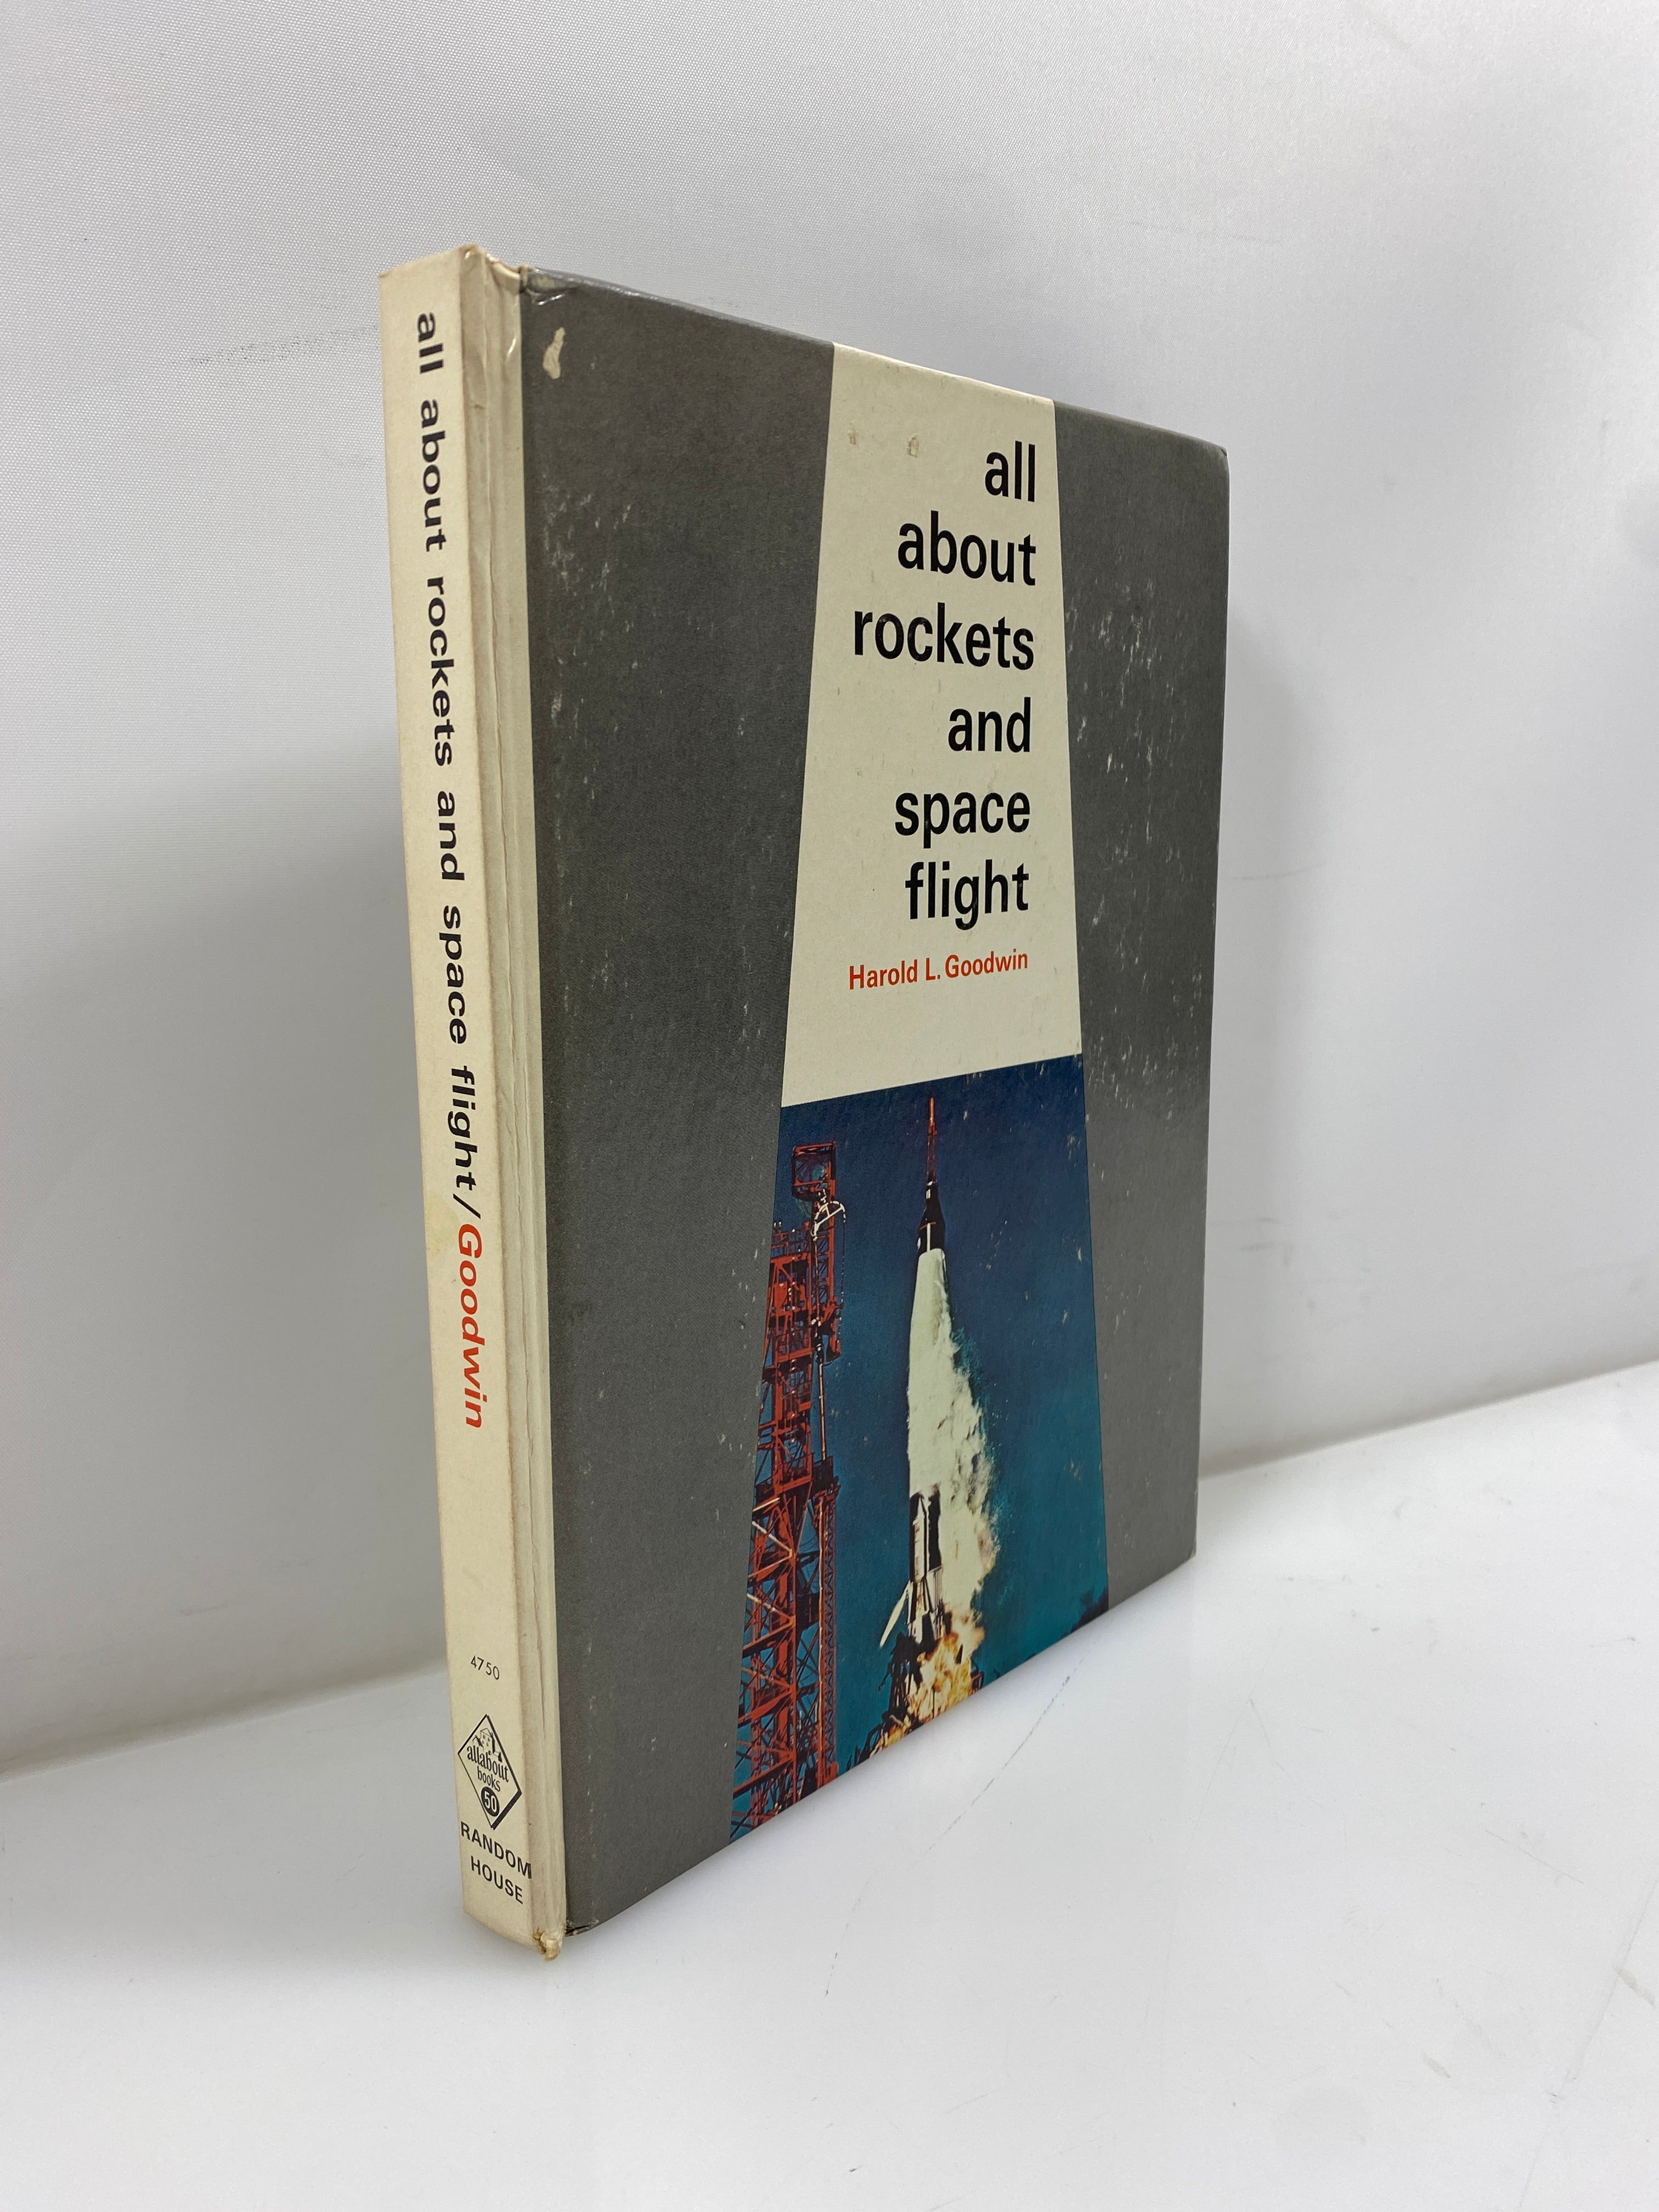 all about rockets and space flight/Goodwin
4750
allabout
books
50
RANDOM
HOUSE
all
about
rockets
and
space
flight
Harold L. Goodwin